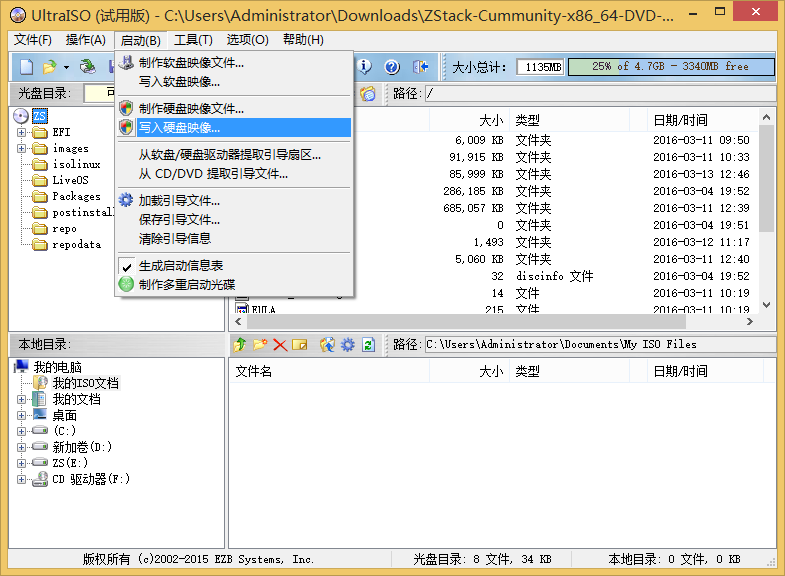 UltraISO (试用版) - C:\Users\Administrator\Downloads\ZStack-Cummunity-x86_64-DVD-...
文件(F) 操作(A) 启动(B) 工具(T) 选项(O) 帮助(H)
大小总计: 1135MB 25% of 4.7GB - 3340MB free
光盘目录: 可 路径: /
制作软盘映像文件...
写入软盘映像...
制作硬盘映像文件...
写入硬盘映像...
从软盘/硬盘驱动器提取引导扇区...
从 CD/DVD 提取引导文件...
加载引导文件...
保存引导文件...
清除引导信息
生成启动信息表
制作多重启动光碟
ZS
EFI
images
isolinux
LiveOS
Packages
postinstall
repo
repodata
大小 类型 日期/时间
6,009 KB 文件夹 2016-03-11 09:50
91,915 KB 文件夹 2016-03-11 10:33
85,999 KB 文件夹 2016-03-13 12:46
286,185 KB 文件夹 2016-03-04 19:52
685,057 KB 文件夹 2016-03-11 12:39
0 文件夹 2016-03-04 19:52
1,493 文件夹 2016-03-12 11:17
5,060 KB 文件夹 2016-03-11 12:40
32 discinfo 文件 2016-03-04 19:52
14 文件 2016-03-11 10:19
EULA 215 文件 2016-03-11 10:19
本地目录: 路径: C:\Users\Administrator\Documents\My ISO Files
我的电脑
我的ISO文档
我的文档
桌面
(C:)
新加卷(D:)
ZS(E:)
CD 驱动器(F:)
文件名 大小 类型 日期/时间
版权所有 (c)2002-2015 EZB Systems, Inc. 光盘目录: 8 文件, 34 KB 本地目录: 0 文件, 0 KB